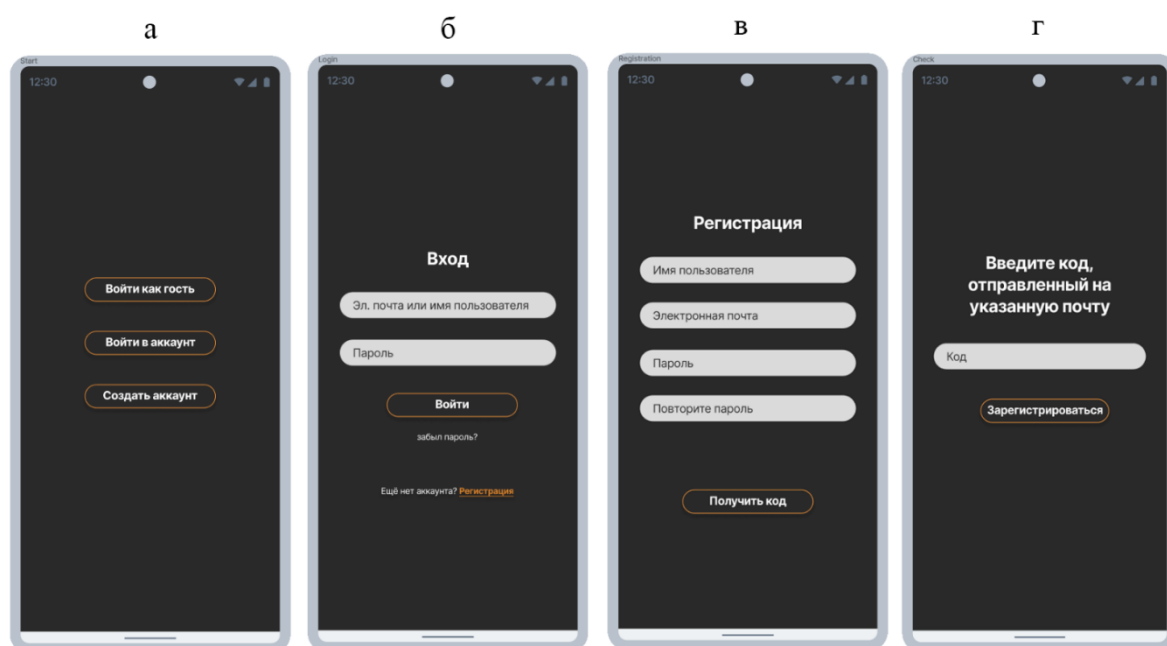 а
б
в
г
Start
12:30
Войти как гость
Войти в аккаунт
Создать аккаунт
Login
12:30
Вход
Эл. почта или имя пользователя
Пароль
Войти
забыл пароль?
Ещё нет аккаунта? Регистрация
Registration
12:30
Регистрация
Имя пользователя
Электронная почта
Пароль
Повторите пароль
Получить код
Check
12:30
Введите код,
отправленный на
указанную почту
Код
Зарегистрироваться